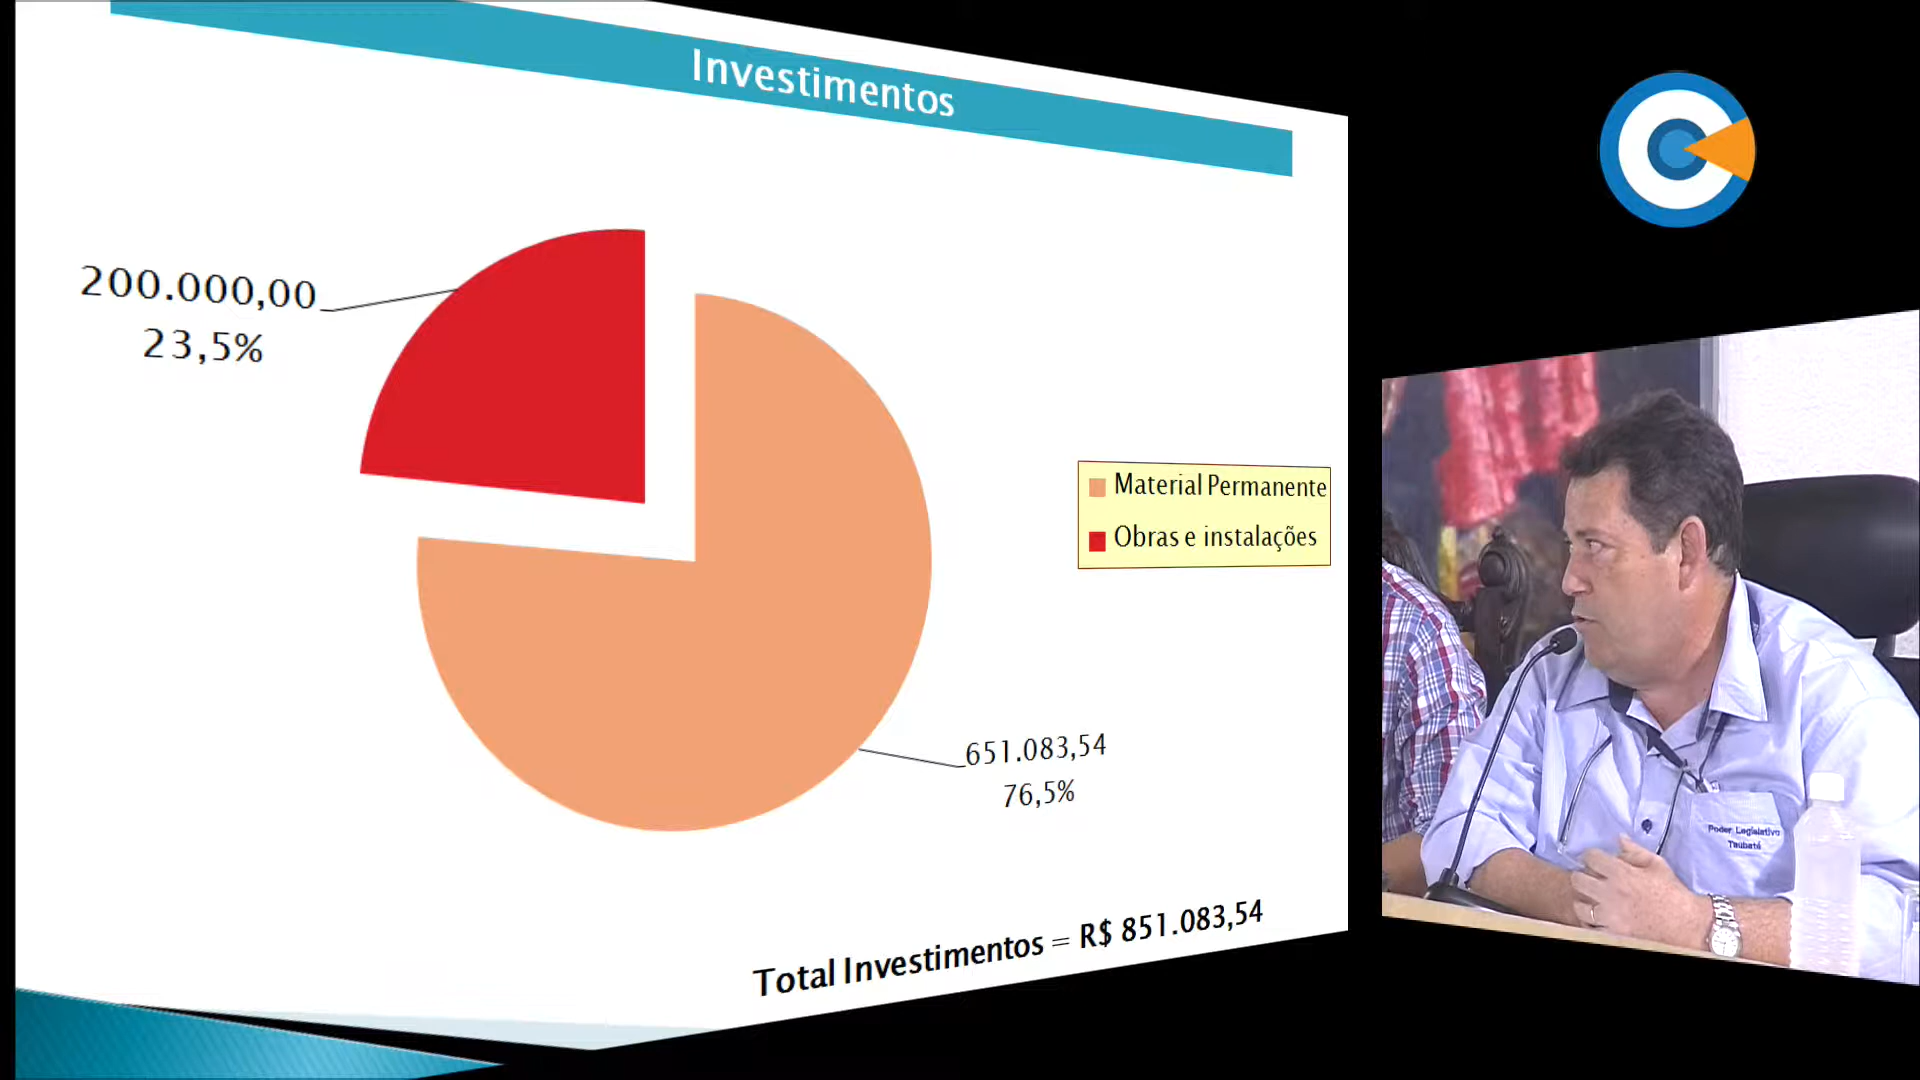 Investimentos
200.000,00
23,5%
Material Permanente
Obras e instalações
651.083,54
76,5%
Total Investimentos = R$ 851.083,54
Poder Legislativo
Taubaté